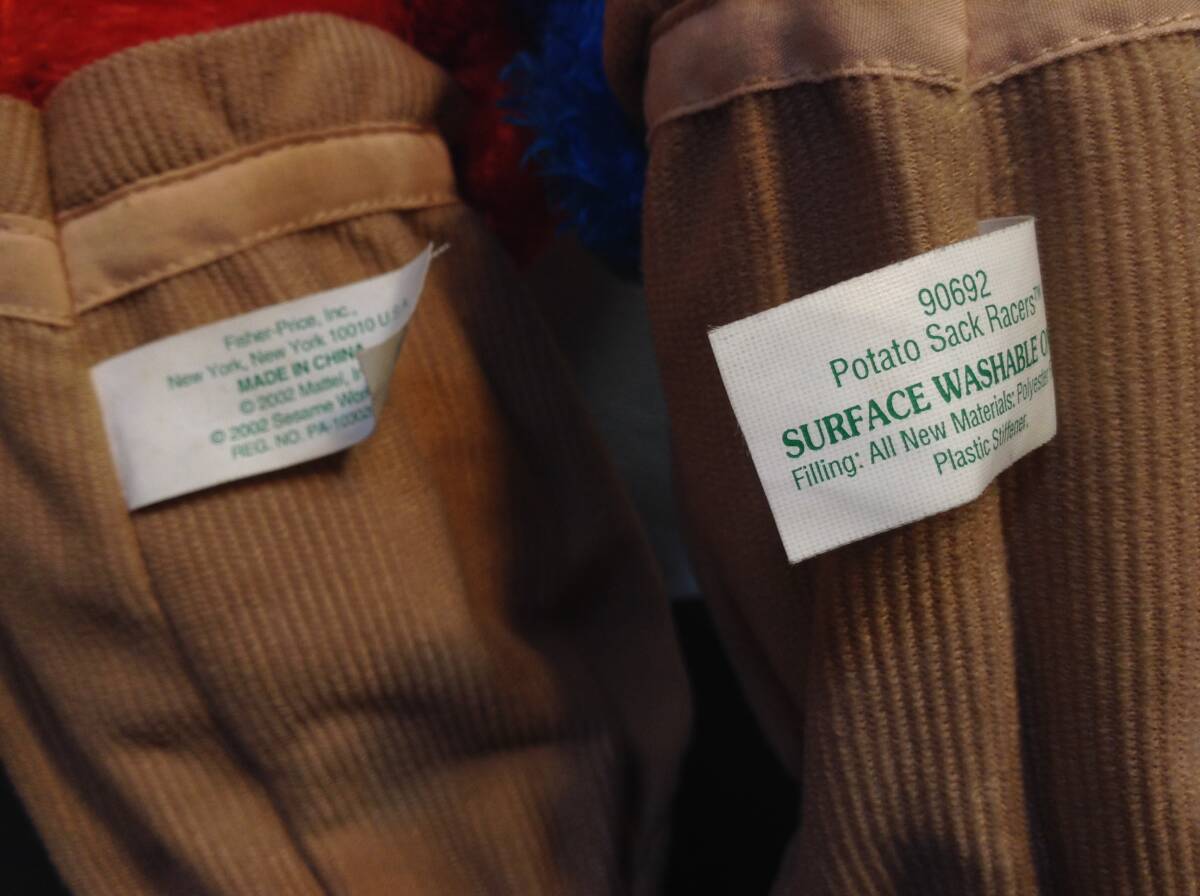 Fisher-Price, Inc.,
New York, New York 10010 U.S.A.
MADE IN CHINA
© 2002 Mattel,
© 2002 Sesame
REG. NO.
90692
Potato Sack Racers™
SURFACE WASHABLE
Filling: All New Materials: Polyester
Plastic Stiffener.